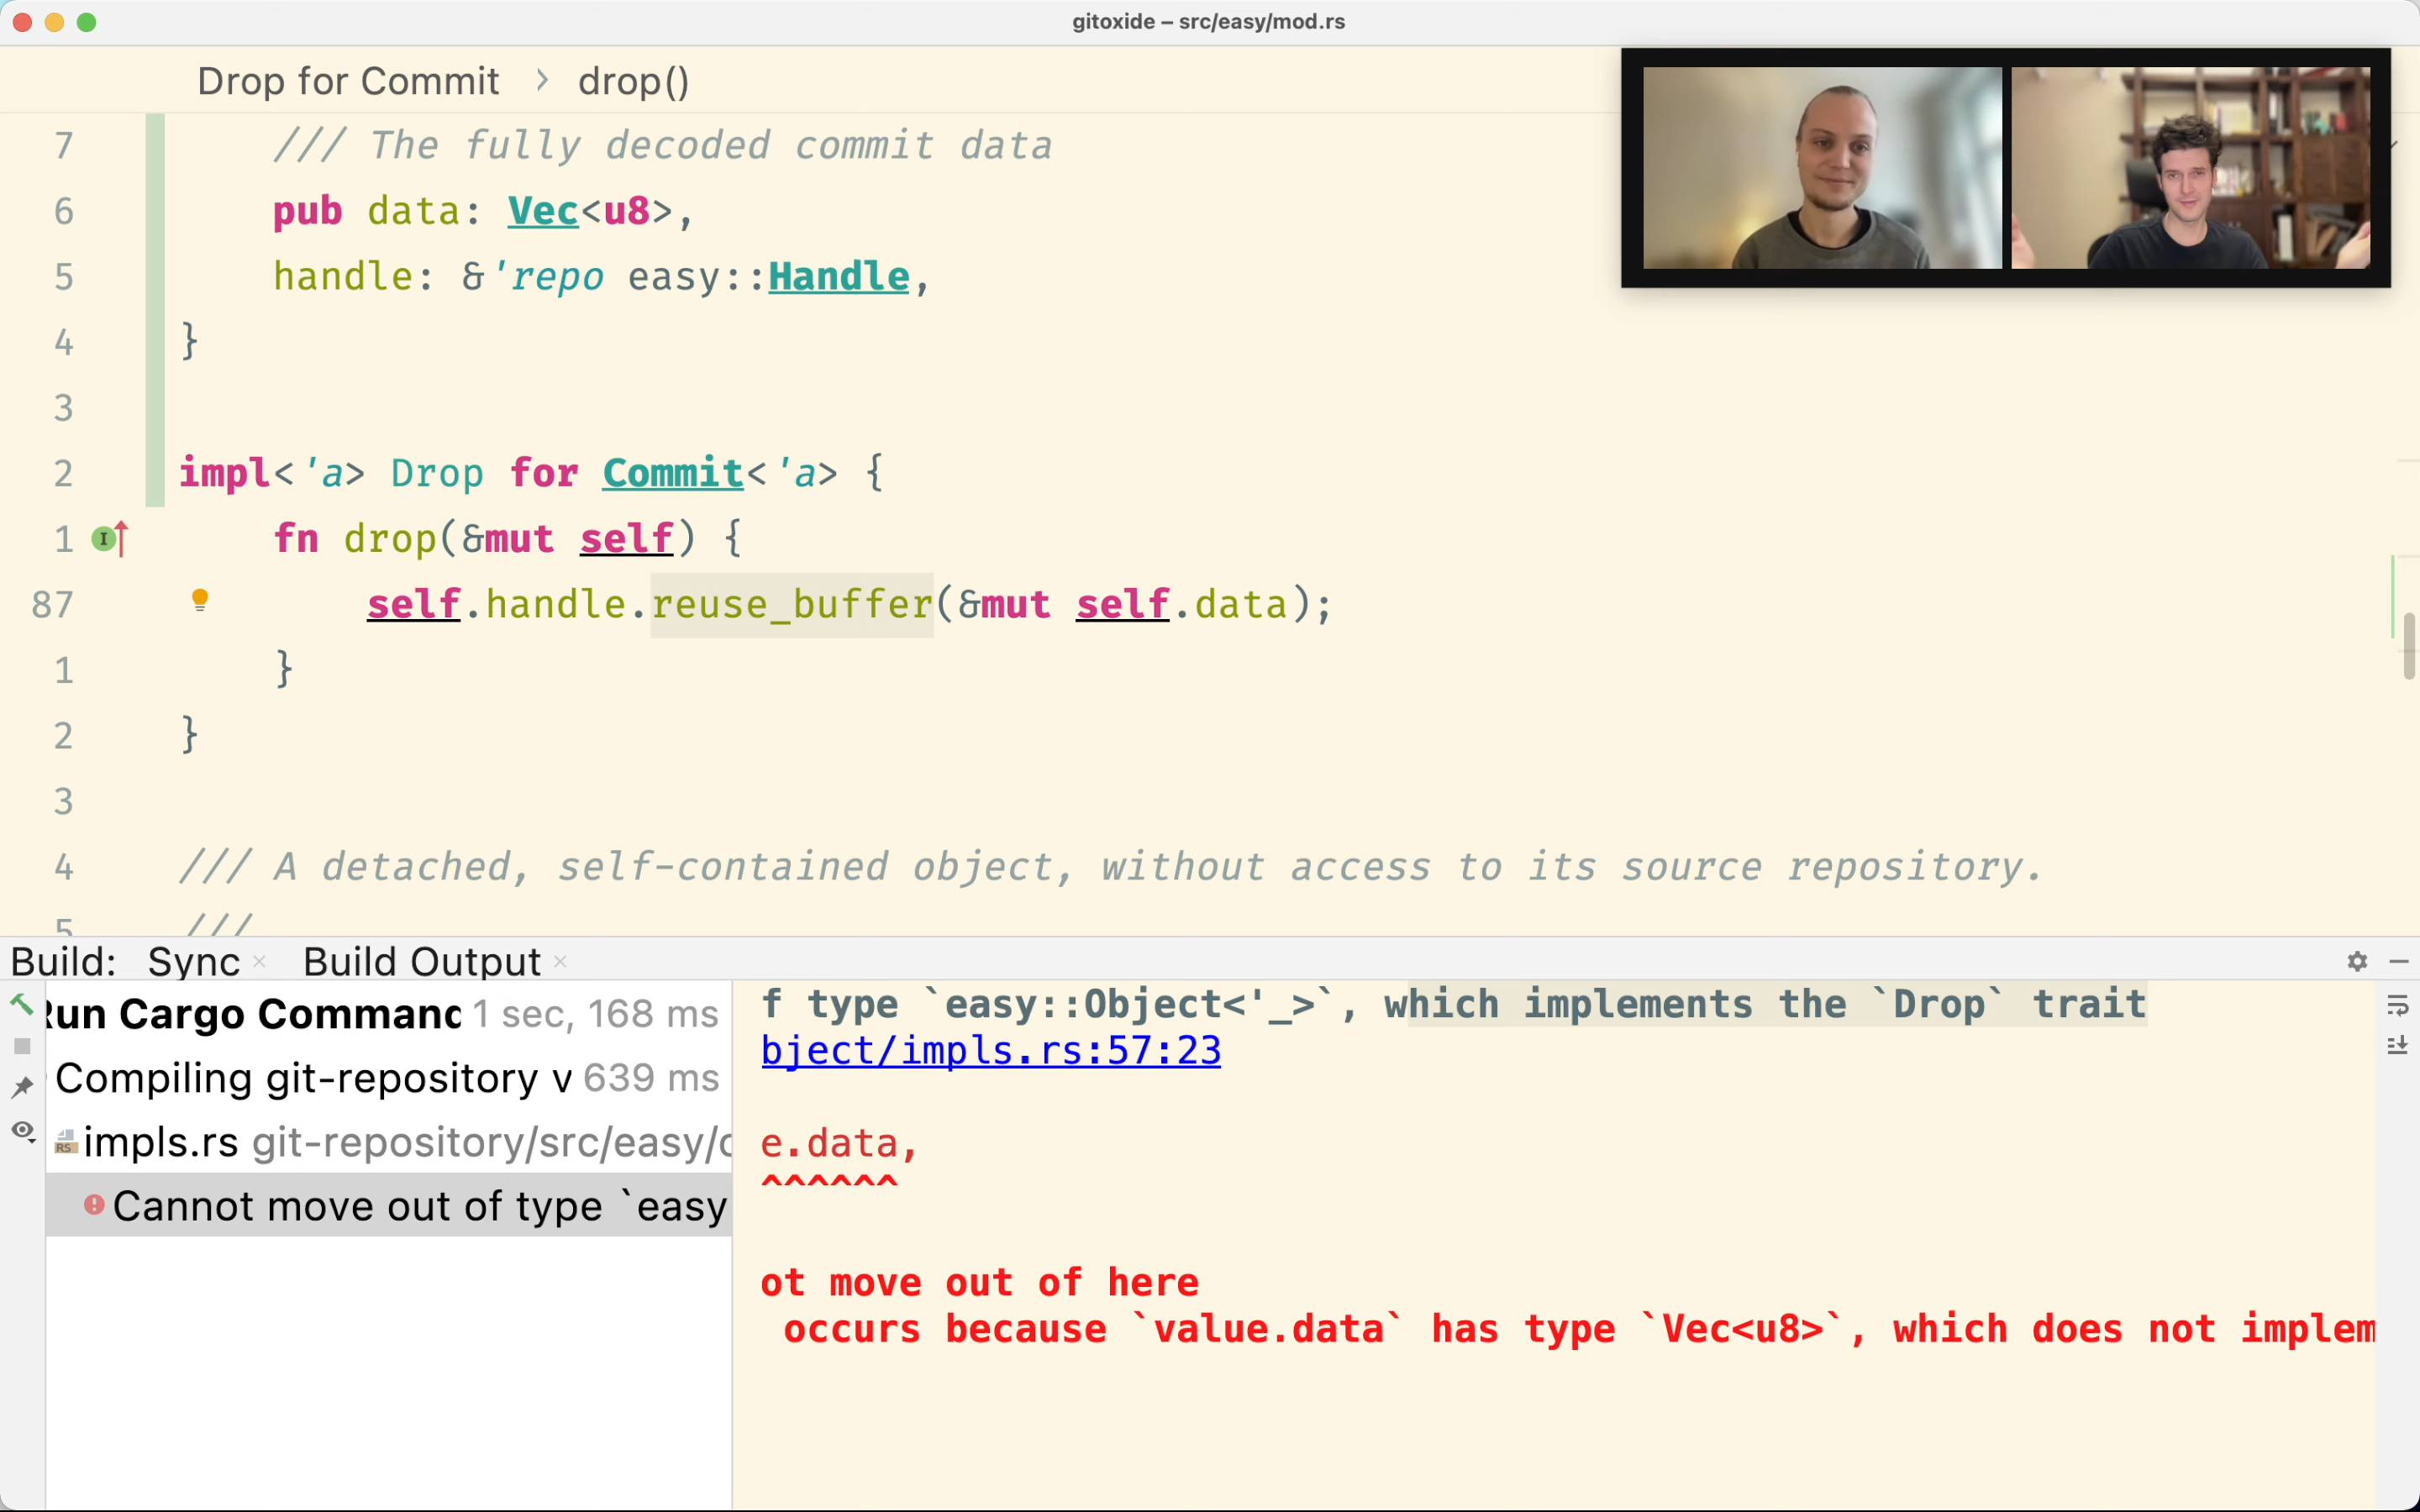 gitoxide – src/easy/mod.rs
Drop for Commit › drop()
7 /// The fully decoded commit data
6 pub data: Vec<u8>,
5 handle: &'repo easy::Handle,
4 }
3
2 impl<'a> Drop for Commit<'a> {
1 fn drop(&mut self) {
87 self.handle.reuse_buffer(&mut self.data);
1 }
2 }
3
4 /// A detached, self-contained object, without access to its source repository.
5 ///
Build: Sync × Build Output ×
Run Cargo Command 1 sec, 168 ms
Compiling git-repository v 639 ms
impls.rs git-repository/src/easy/o
Cannot move out of type `easy
f type `easy::Object<'_>`, which implements the `Drop` trait
bject/impls.rs:57:23
e.data,
^^^^^^
ot move out of here
occurs because `value.data` has type `Vec<u8>`, which does not implem